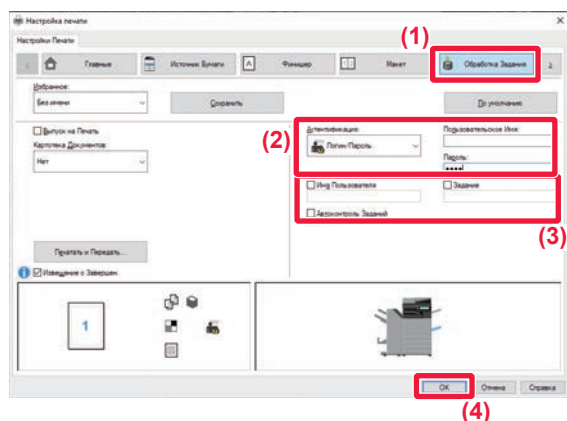 Настройка печати
Настройки Печати
(1)
Главные
Источник Бумаги
Финишер
Макет
Обработка Задания
Избранное:
Без имени
Сохранить
По умолчанию
Выпуск на Печать
Картотека Документов:
Нет
(2)
Аутентификация:
Логин/Пароль
Пользовательское Имя:
Пароль:
••••
Имя Пользователя
Задание
Автоконтроль Заданий
(3)
Печатать и Передать...
Извещение о Завершен.
1
OK
Отмена
Справка
(4)